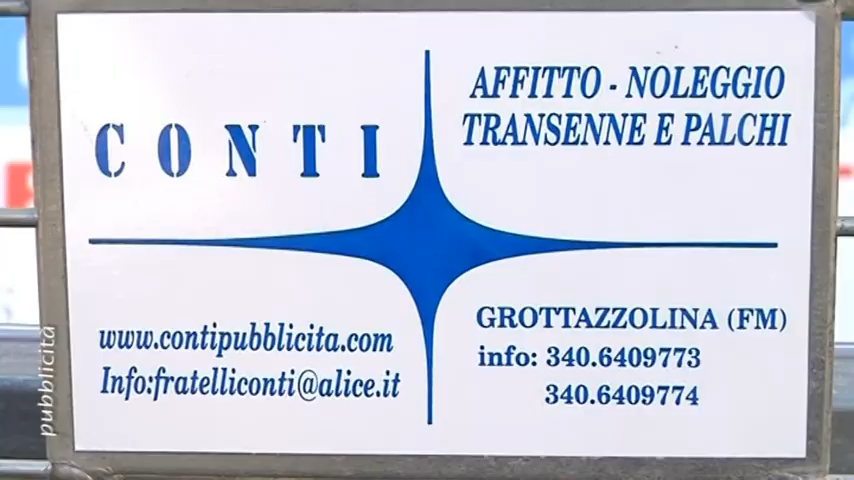 CONTI
AFFITTO - NOLEGGIO
TRANSENNE E PALCHI
www.contipubblicita.com
Info:fratelliconti@alice.it
GROTTAZZOLINA (FM)
info: 340.6409773
340.6409774
pubblicità